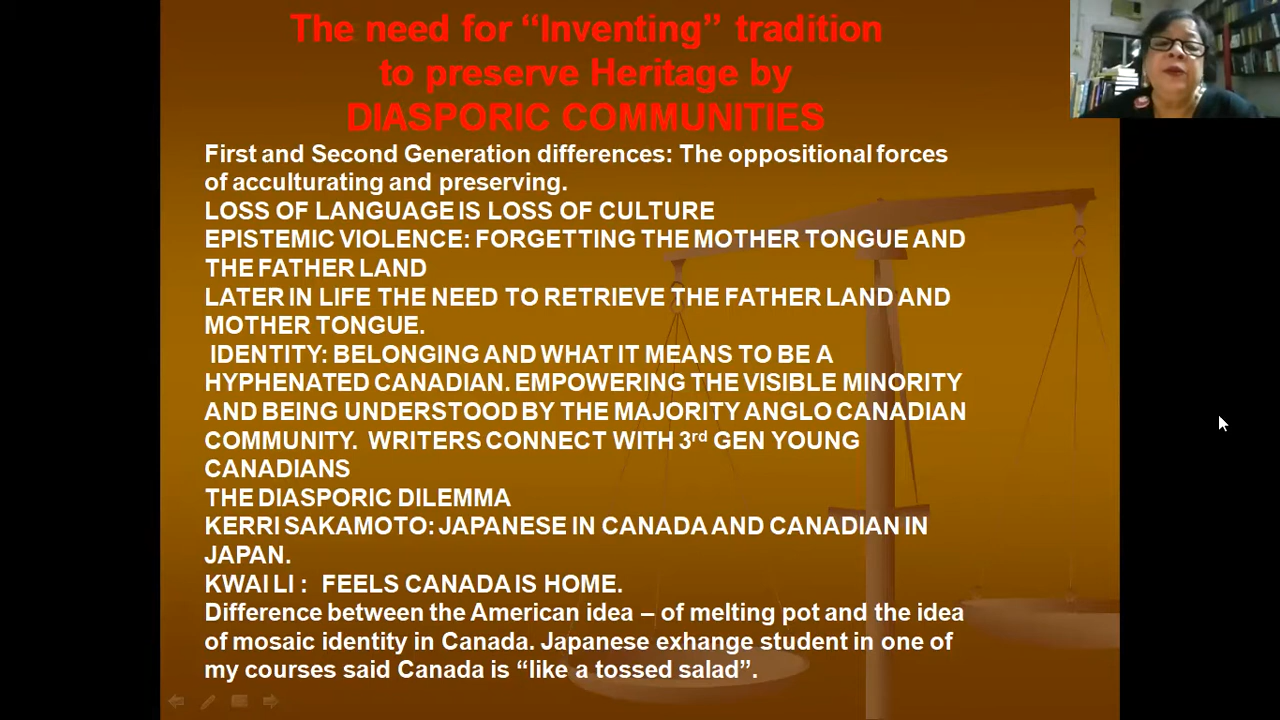 The need for “Inventing” tradition
to preserve Heritage by
DIASPORIC COMMUNITIES
First and Second Generation differences: The oppositional forces
of acculturating and preserving.
LOSS OF LANGUAGE IS LOSS OF CULTURE
EPISTEMIC VIOLENCE: FORGETTING THE MOTHER TONGUE AND
THE FATHER LAND
LATER IN LIFE THE NEED TO RETRIEVE THE FATHER LAND AND
MOTHER TONGUE.
IDENTITY: BELONGING AND WHAT IT MEANS TO BE A
HYPHENATED CANADIAN. EMPOWERING THE VISIBLE MINORITY
AND BEING UNDERSTOOD BY THE MAJORITY ANGLO CANADIAN
COMMUNITY. WRITERS CONNECT WITH 3rd GEN YOUNG
CANADIANS
THE DIASPORIC DILEMMA
KERRI SAKAMOTO: JAPANESE IN CANADA AND CANADIAN IN
JAPAN.
KWAI LI : FEELS CANADA IS HOME.
Difference between the American idea – of melting pot and the idea
of mosaic identity in Canada. Japanese exhange student in one of
my courses said Canada is “like a tossed salad”.